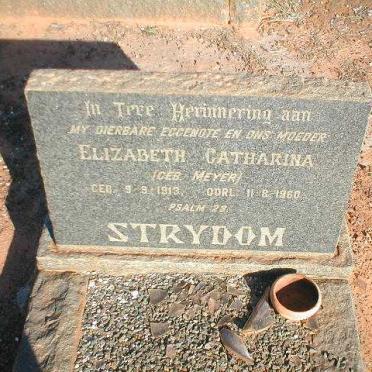 In Tere Herinnering aan
MY DIERBARE EGGENOTE EN ONS MOEDER
ELIZABETH CATHARINA
(GEB. MEYER)
GEB. 9.9.1913. OORL. 11.8.1960.
PSALM 23.
STRYDOM